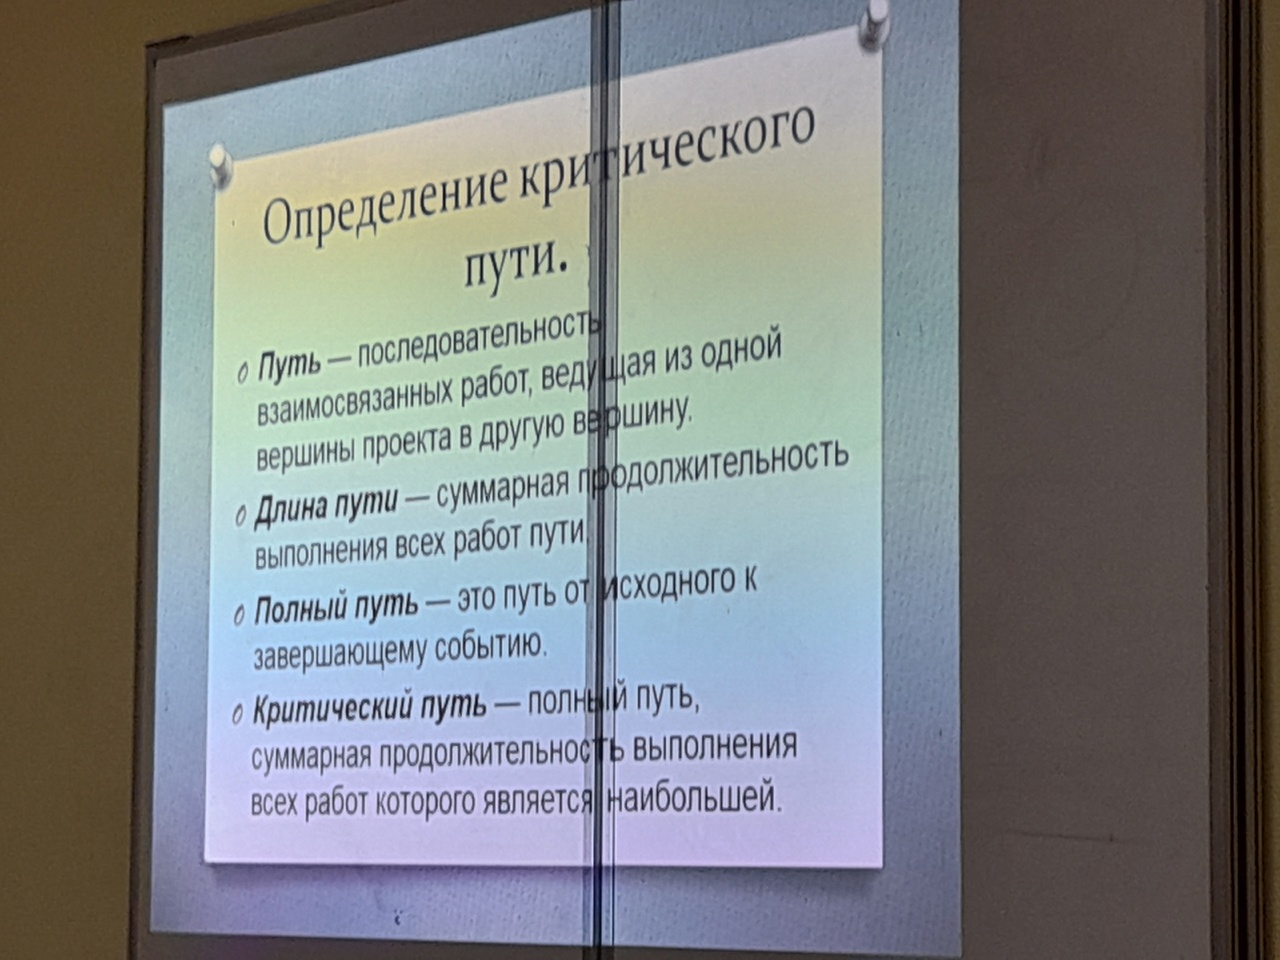 Определение критического
пути.
Путь — последовательность
взаимосвязанных работ, ведущая из одной
вершины проекта в другую вершину.
Длина пути — суммарная продолжительность
выполнения всех работ пути.
Полный путь — это путь от исходного к
завершающему событию.
Критический путь — полный путь,
суммарная продолжительность выполнения
всех работ которого является наибольшей.